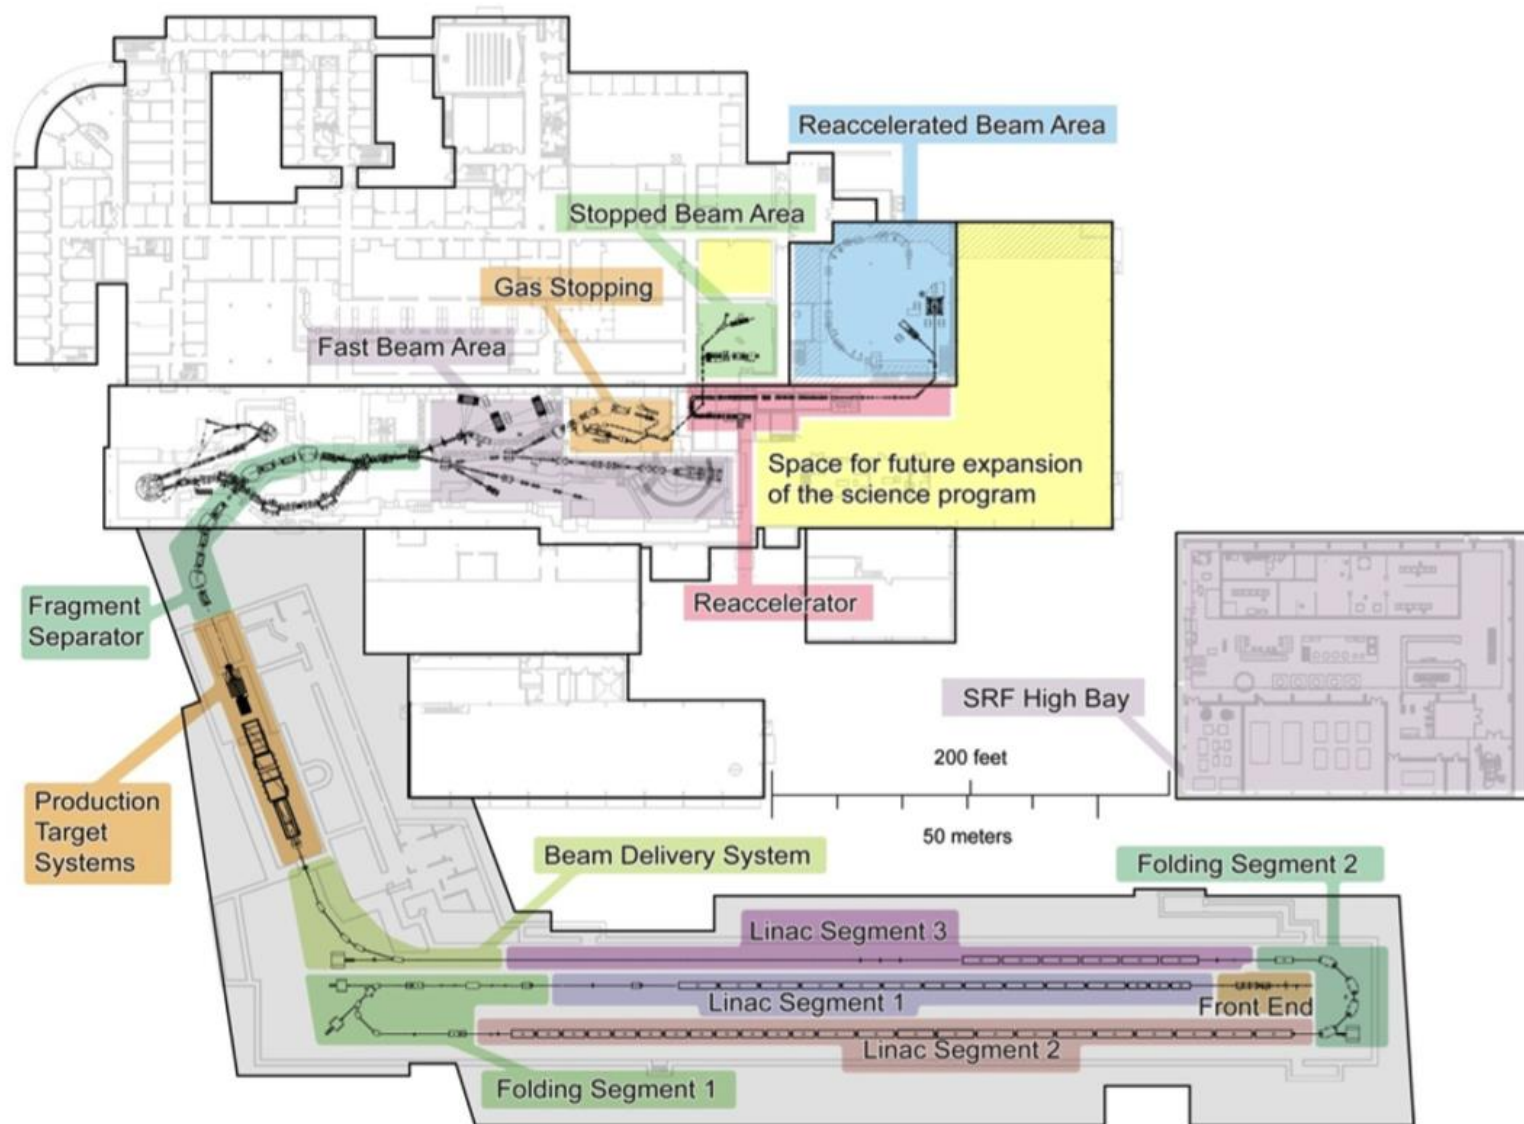 Reaccelerated Beam Area
Stopped Beam Area
Gas Stopping
Fast Beam Area
Space for future expansion
of the science program
Fragment
Separator
Reaccelerator
SRF High Bay
200 feet
50 meters
Production
Target
Systems
Beam Delivery System
Folding Segment 2
Linac Segment 3
Linac Segment 1
Front End
Linac Segment 2
Folding Segment 1